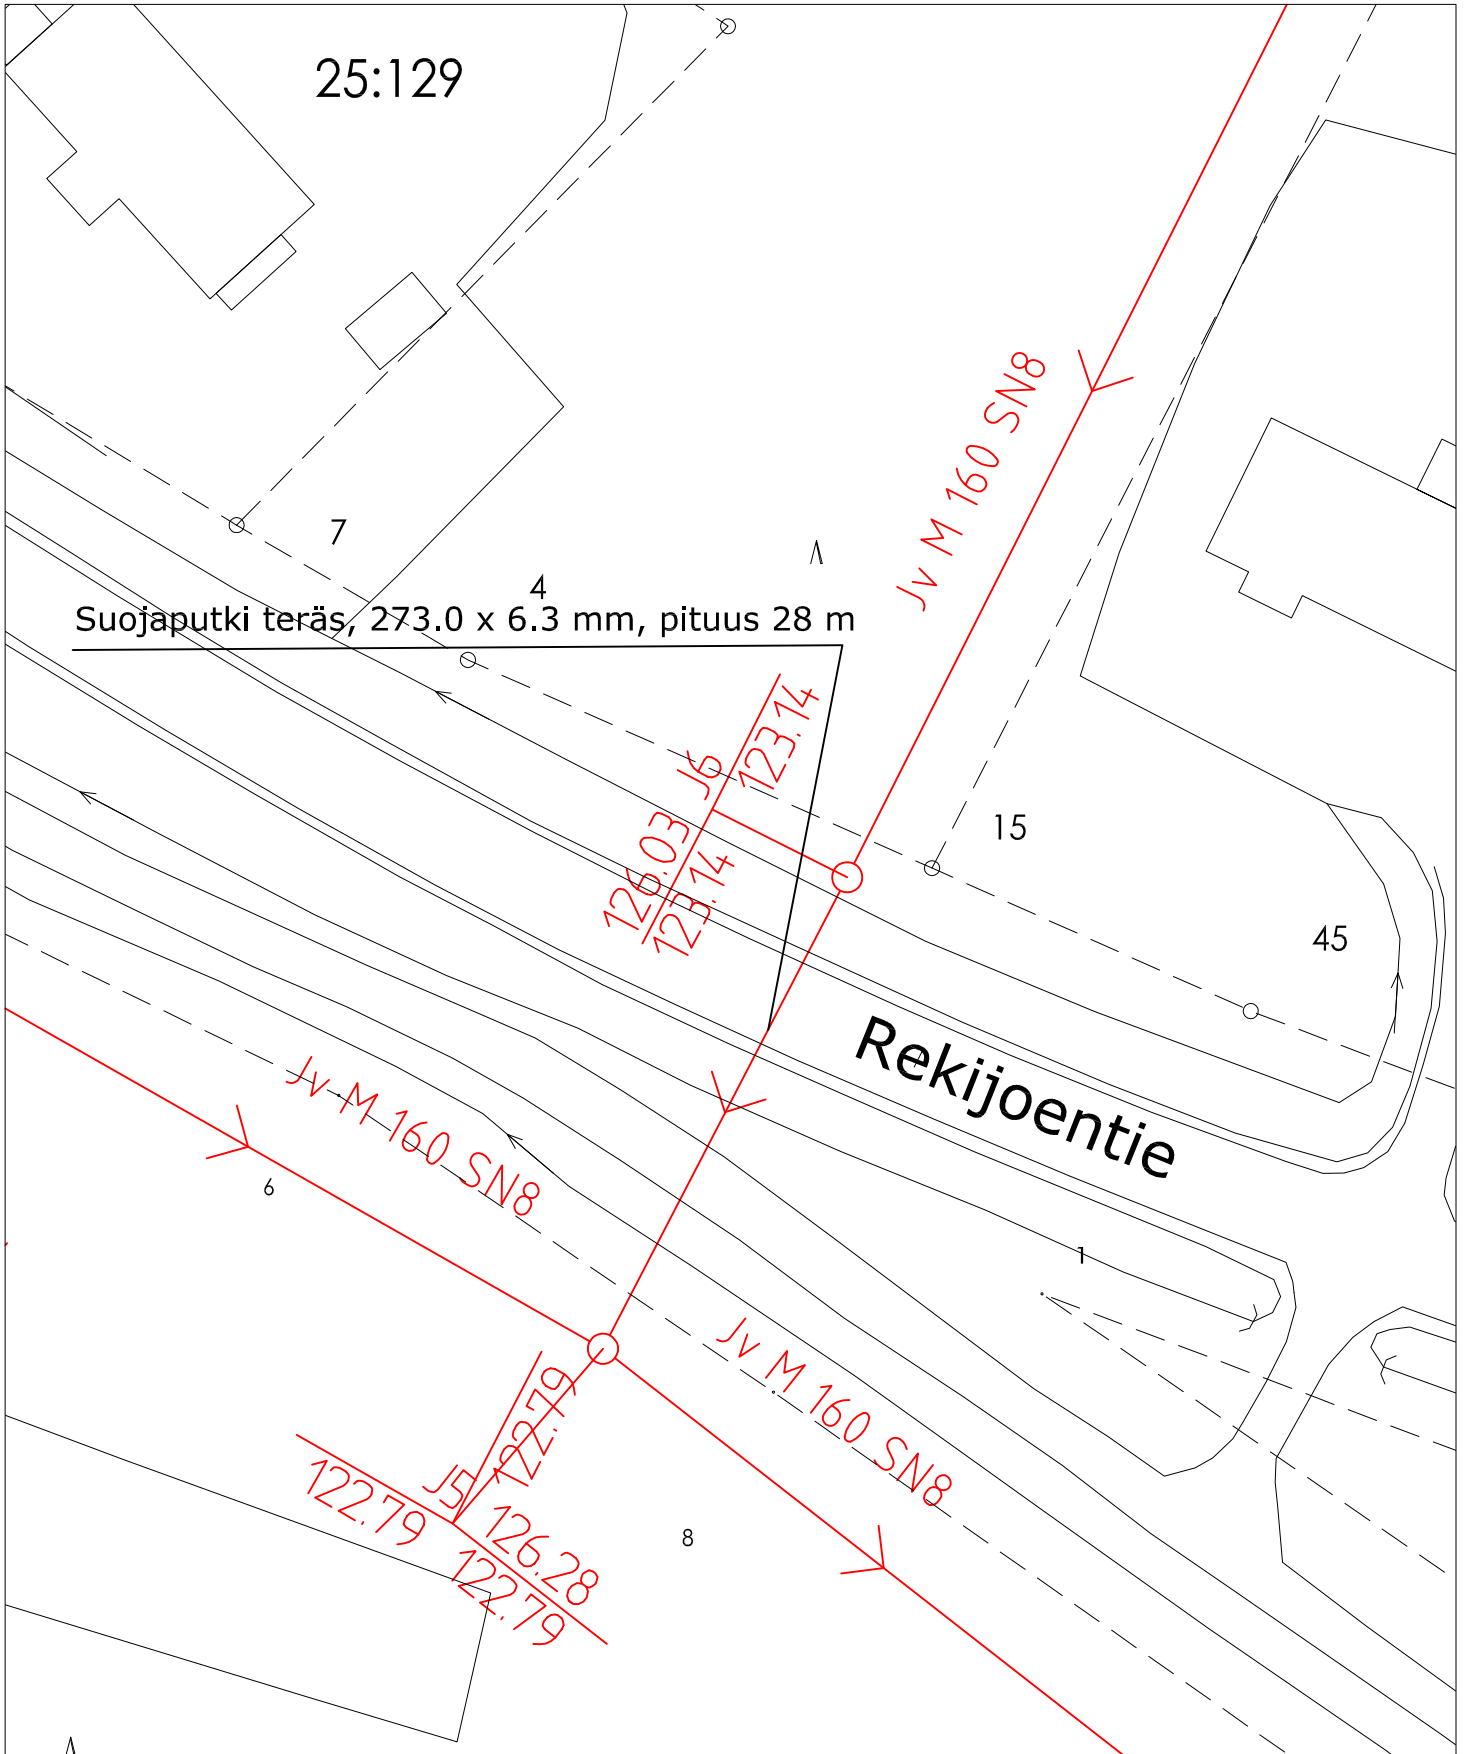 25:129
Jv M 160 SN8
7
4
Suojaputki teräs, 273.0 x 6.3 mm, pituus 28 m
J6
123.14
126.03
123.14
15
45
Rekijoentie
Jv M 160 SN8
6
1
Jv M 160 SN8
J5
122.79
122.79
126.28
122.79
8